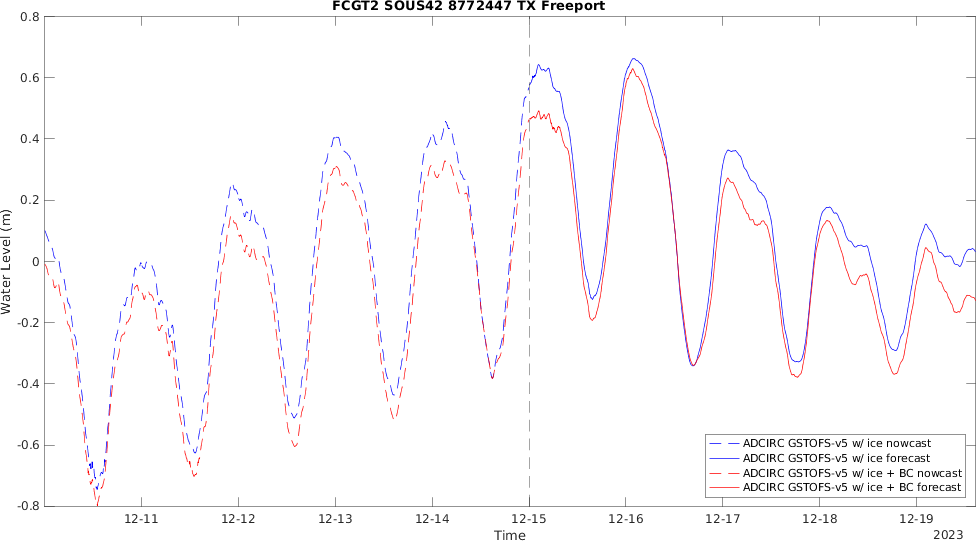 FCGT2 SOUS42 8772447 TX Freeport
0.8
0.6
0.4
0.2
0
-0.2
-0.4
-0.6
-0.8
Water Level (m)
12-11
12-12
12-13
12-14
12-15
12-16
12-17
12-18
12-19
Time
2023
ADCIRC GSTOFS-v5 w/ ice nowcast
ADCIRC GSTOFS-v5 w/ ice forecast
ADCIRC GSTOFS-v5 w/ ice + BC nowcast
ADCIRC GSTOFS-v5 w/ ice + BC forecast